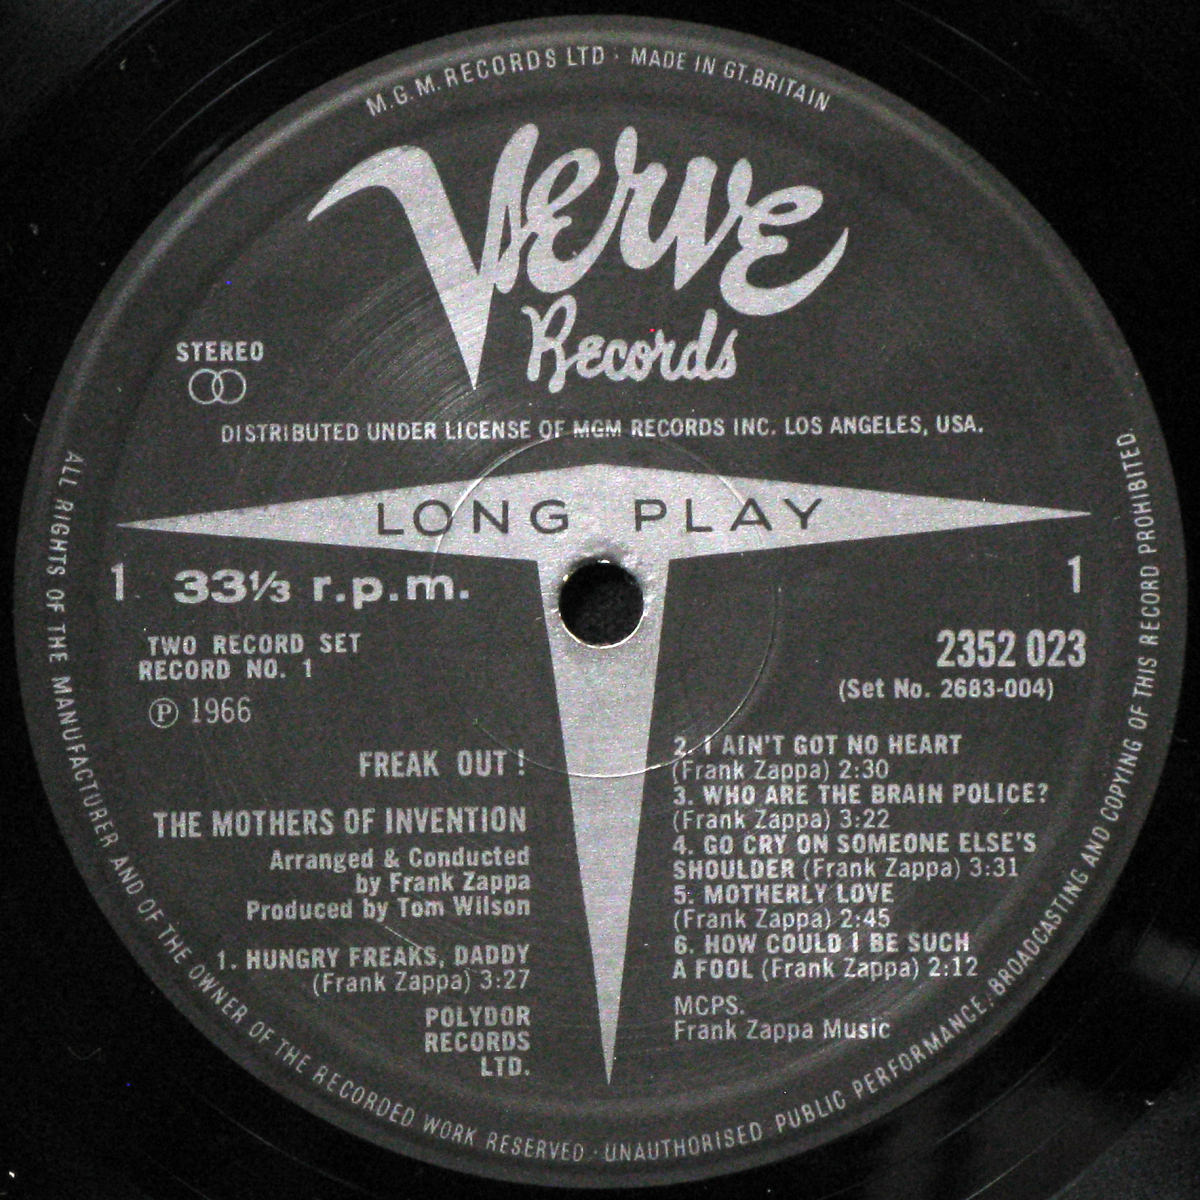 M.G.M. RECORDS LTD · MADE IN GT. BRITAIN
Verve
Records
STEREO
DISTRIBUTED UNDER LICENSE OF MGM RECORDS INC. LOS ANGELES, USA.
LONG PLAY
1 33⅓ r.p.m.
1
TWO RECORD SET
RECORD NO. 1
Ⓟ 1966
2352 023
(Set No. 2683-004)
FREAK OUT!
THE MOTHERS OF INVENTION
Arranged & Conducted
by Frank Zappa
Produced by Tom Wilson
1. HUNGRY FREAKS, DADDY
(Frank Zappa) 3:27
POLYDOR
RECORDS
LTD.
2. I AIN'T GOT NO HEART
(Frank Zappa) 2:30
3. WHO ARE THE BRAIN POLICE?
(Frank Zappa) 3:22
4. GO CRY ON SOMEONE ELSE'S
SHOULDER (Frank Zappa) 3:31
5. MOTHERLY LOVE
(Frank Zappa) 2:45
6. HOW COULD I BE SUCH
A FOOL (Frank Zappa) 2:12
MCPS.
Frank Zappa Music
ALL RIGHTS OF THE MANUFACTURER AND OF THE OWNER OF THE RECORDED WORK RESERVED · UNAUTHORISED PUBLIC PERFORMANCE, BROADCASTING AND COPYING OF THIS RECORD PROHIBITED.